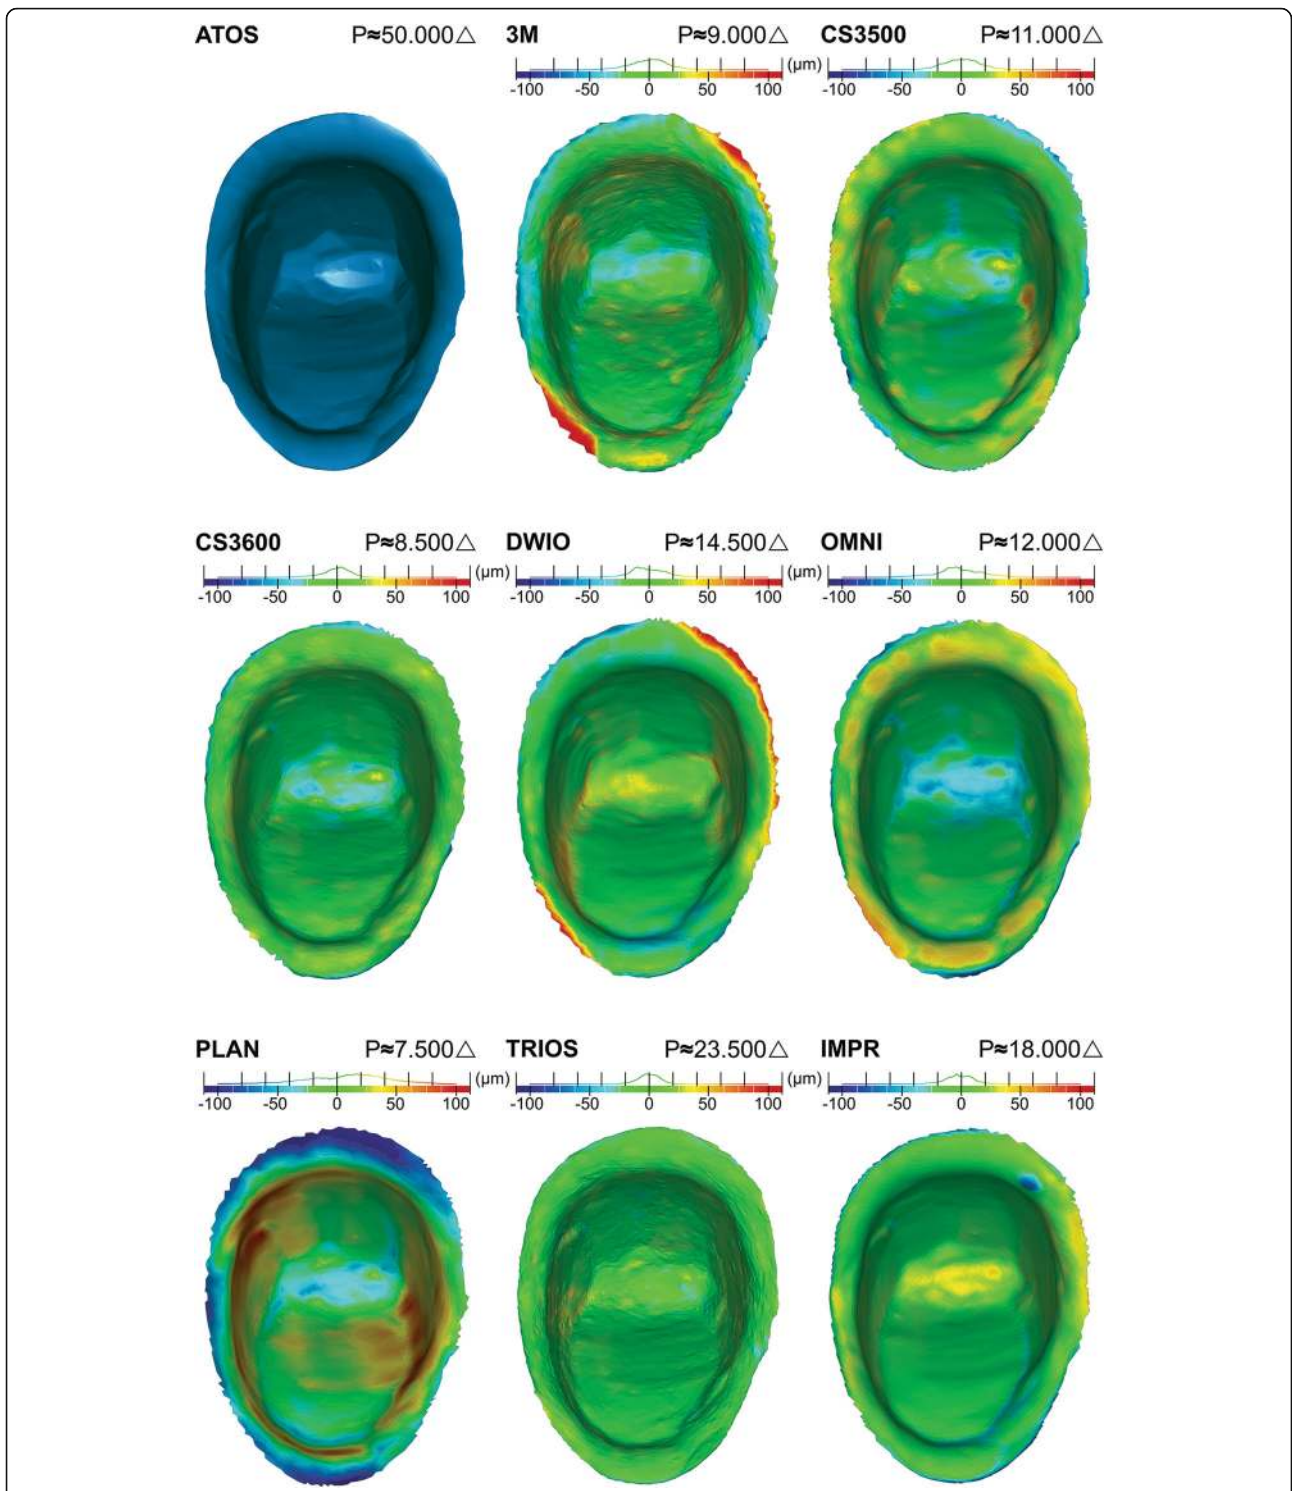 ATOS P≈50.000△ 3M P≈9.000△ CS3500 P≈11.000△
(µm)
-100 -50 0 50 100 -100 -50 0 50 100
CS3600 P≈8.500△ DWIO P≈14.500△ OMNI P≈12.000△
(µm) (µm)
-100 -50 0 50 100 -100 -50 0 50 100 -100 -50 0 50 100
PLAN P≈7.500△ TRIOS P≈23.500△ IMPR P≈18.000△
(µm) (µm)
-100 -50 0 50 100 -100 -50 0 50 100 -100 -50 0 50 100